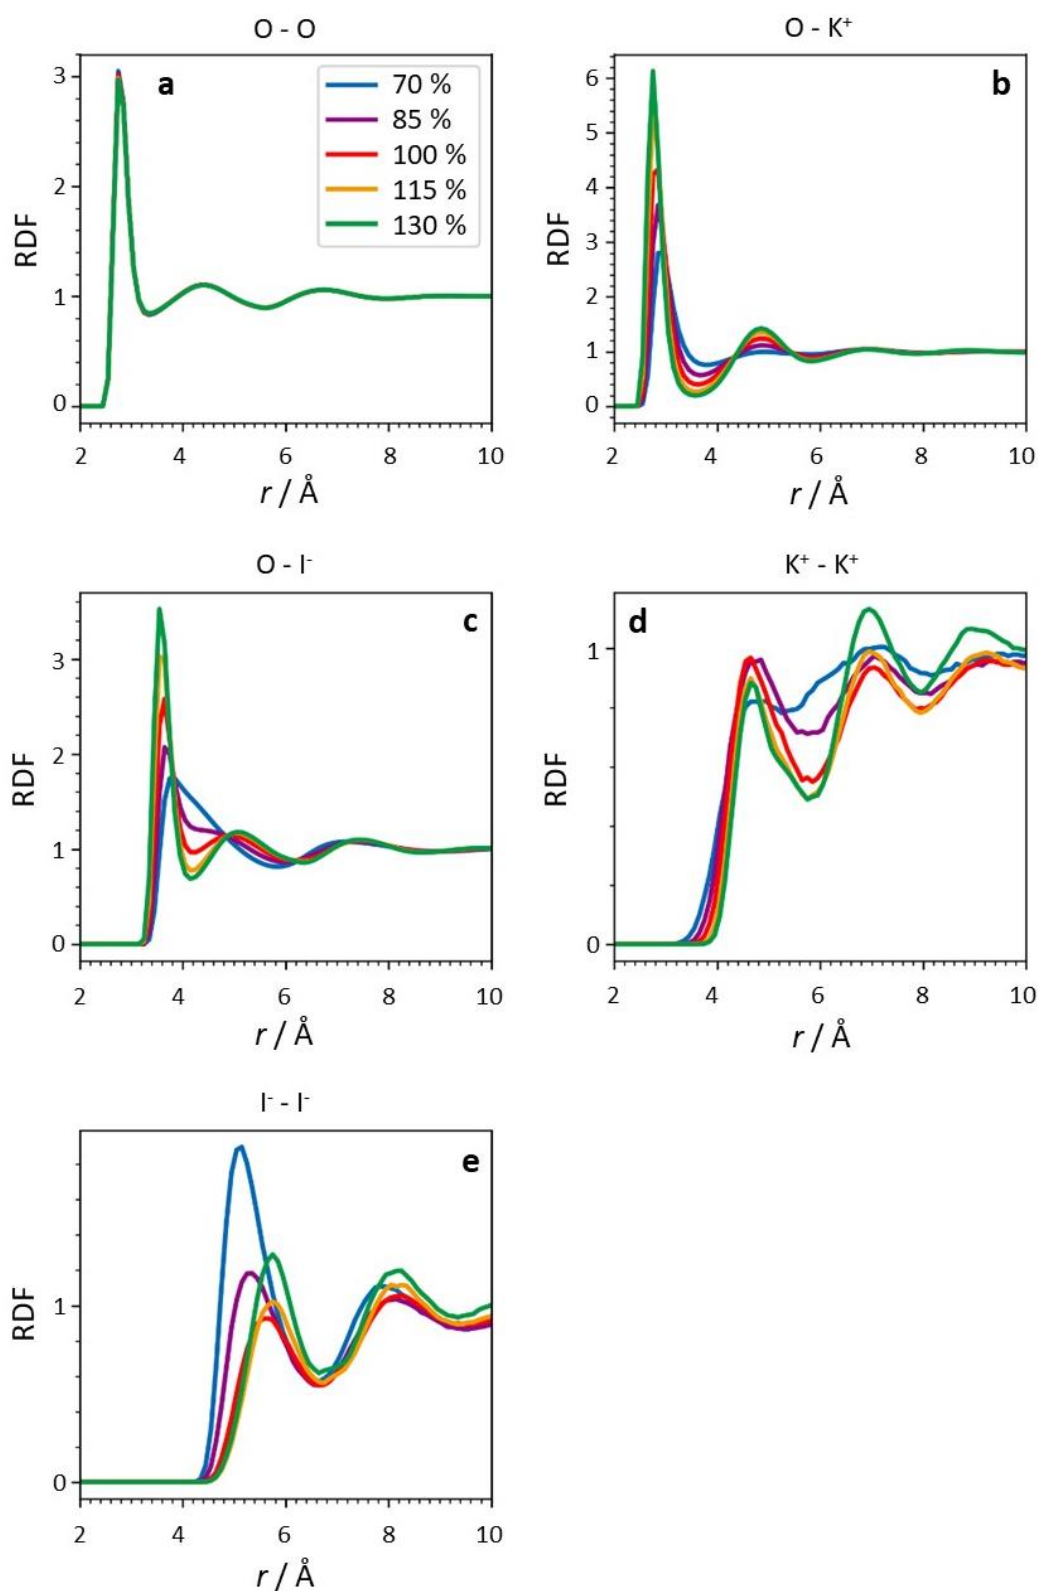 O - O
a
70 %
85 %
100 %
115 %
130 %
RDF
3
2
1
0
2 4 6 8 10
r / Å
O - K⁺
b
RDF
6
5
4
3
2
1
0
2 4 6 8 10
r / Å
O - I⁻
c
RDF
3
2
1
0
2 4 6 8 10
r / Å
K⁺ - K⁺
d
RDF
1
0
2 4 6 8 10
r / Å
I⁻ - I⁻
e
RDF
1
0
2 4 6 8 10
r / Å